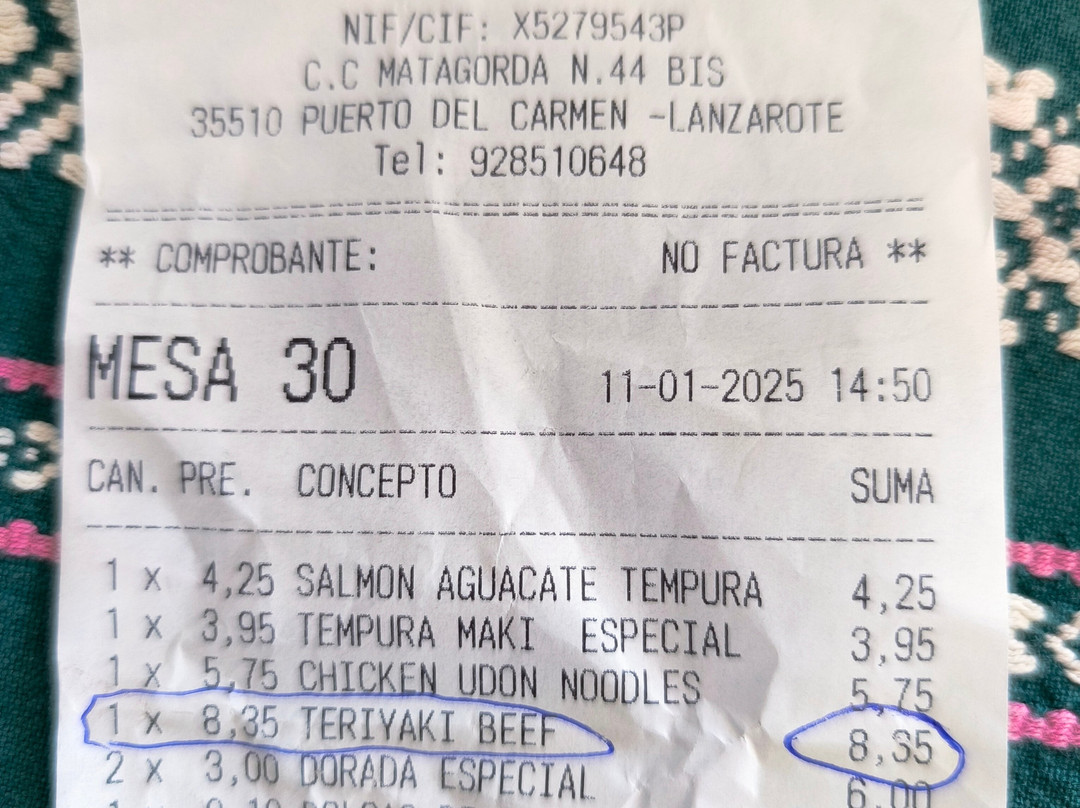 NIF/CIF: X5279543P
C.C MATAGORDA N.44 BIS
35510 PUERTO DEL CARMEN -LANZAROTE
Tel: 928510648
** COMPROBANTE: NO FACTURA **
MESA 30 11-01-2025 14:50
CAN. PRE. CONCEPTO SUMA
1 x 4,25 SALMON AGUACATE TEMPURA 4,25
1 x 3,95 TEMPURA MAKI ESPECIAL 3,95
1 x 5,75 CHICKEN UDON NOODLES 5,75
1 x 8,35 TERIYAKI BEEF 8,35
2 x 3,00 DORADA ESPECIAL 6,00